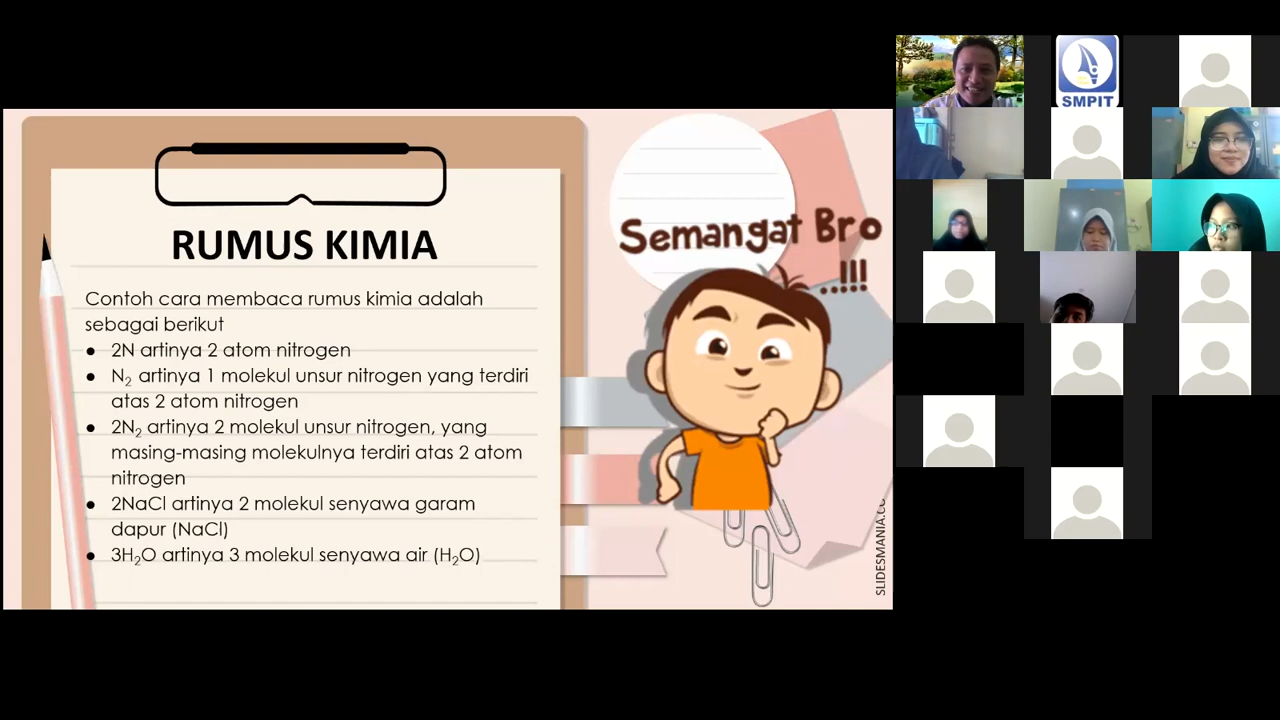 RUMUS KIMIA
Contoh cara membaca rumus kimia adalah
sebagai berikut
● 2N artinya 2 atom nitrogen
● N₂ artinya 1 molekul unsur nitrogen yang terdiri
atas 2 atom nitrogen
● 2N₂ artinya 2 molekul unsur nitrogen, yang
masing-masing molekulnya terdiri atas 2 atom
nitrogen
● 2NaCl artinya 2 molekul senyawa garam
dapur (NaCl)
● 3H₂O artinya 3 molekul senyawa air (H₂O)
Semangat Bro
..!!!
SMPIT